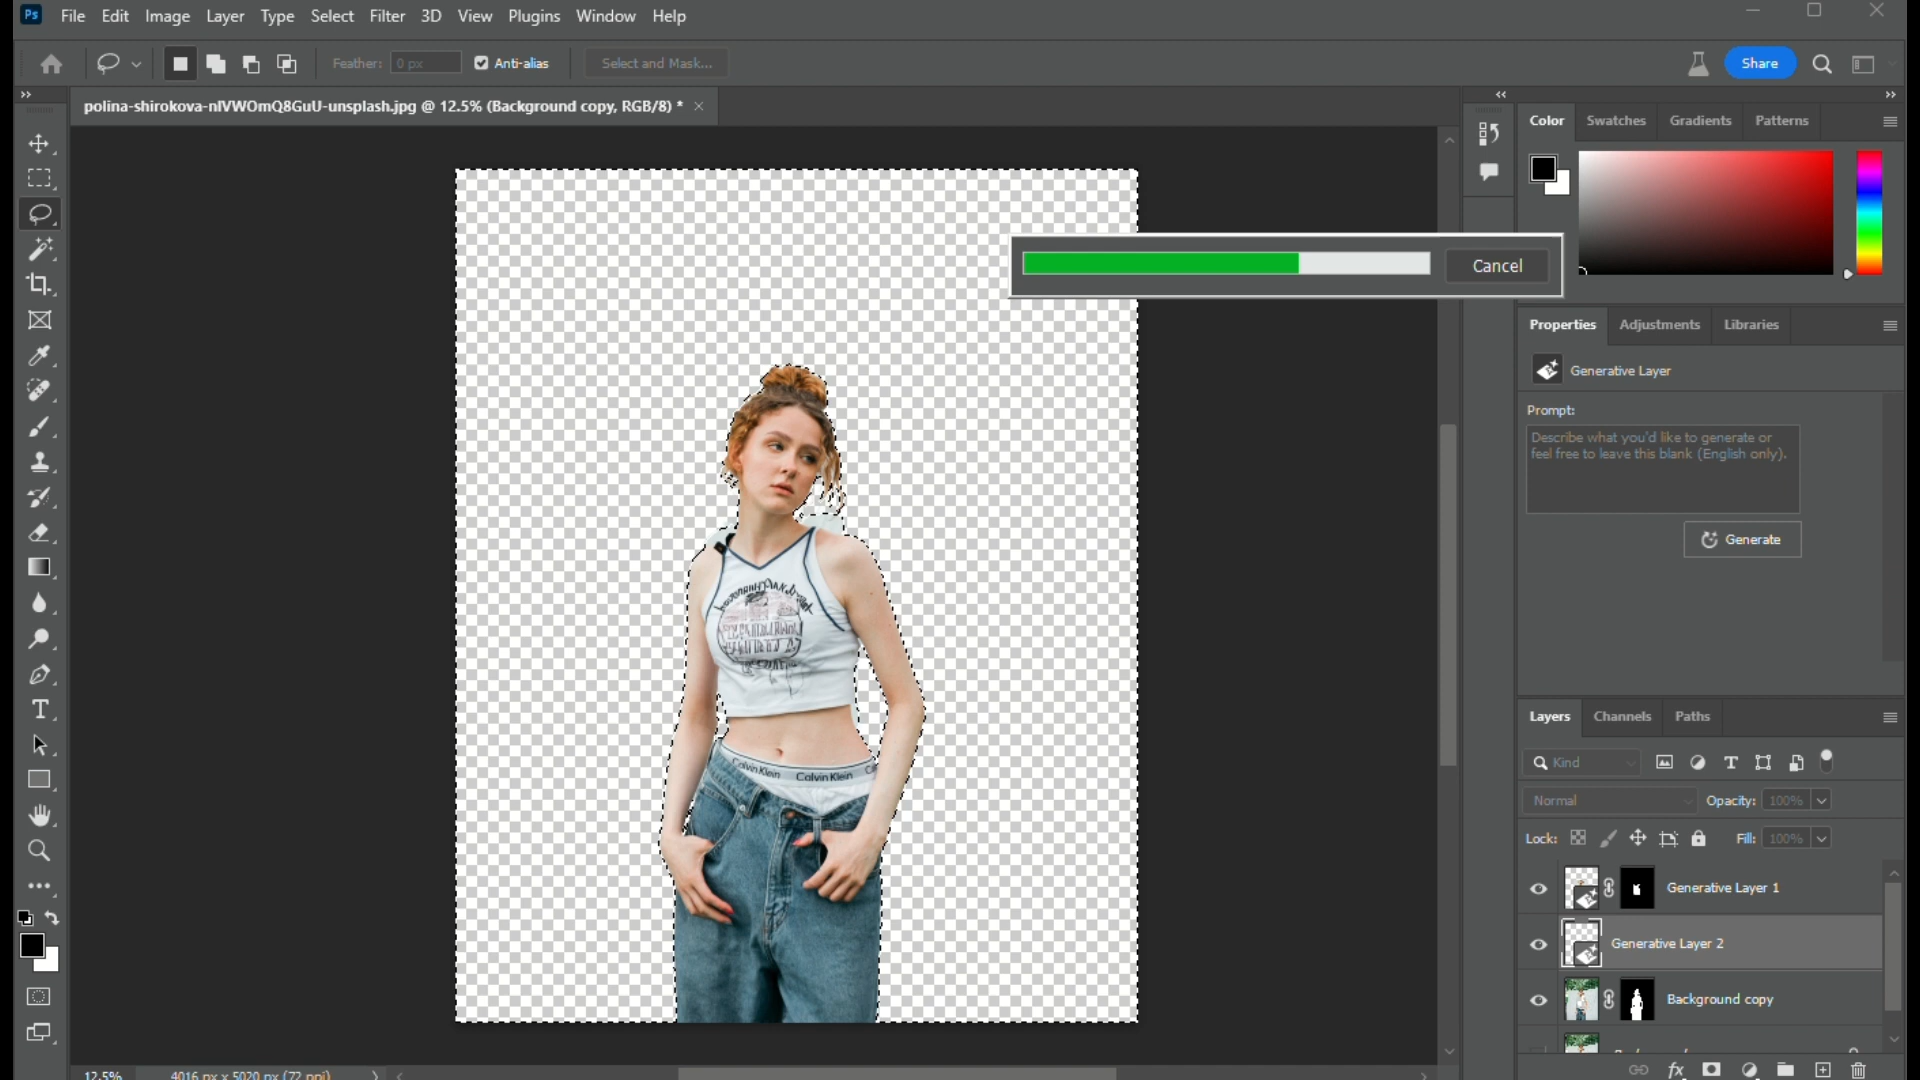 Ps File Edit Image Layer Type Select Filter 3D View Plugins Window Help
Feather: 0 px Anti-alias Select and Mask... Share
polina-shirokova-nlVWOmQ8GuU-unsplash.jpg @ 12.5% (Background copy, RGB/8) *
Color Swatches Gradients Patterns
Cancel
Properties Adjustments Libraries
Generative Layer
Prompt:
Describe what you'd like to generate or
feel free to leave this blank (English only).
Generate
Calvin Klein Calvin Klein
Layers Channels Paths
Kind
Normal Opacity: 100%
Lock: Fill: 100%
Generative Layer 1
Generative Layer 2
Background copy
fx
12.5% 4016 px x 5020 px (72 ppi)